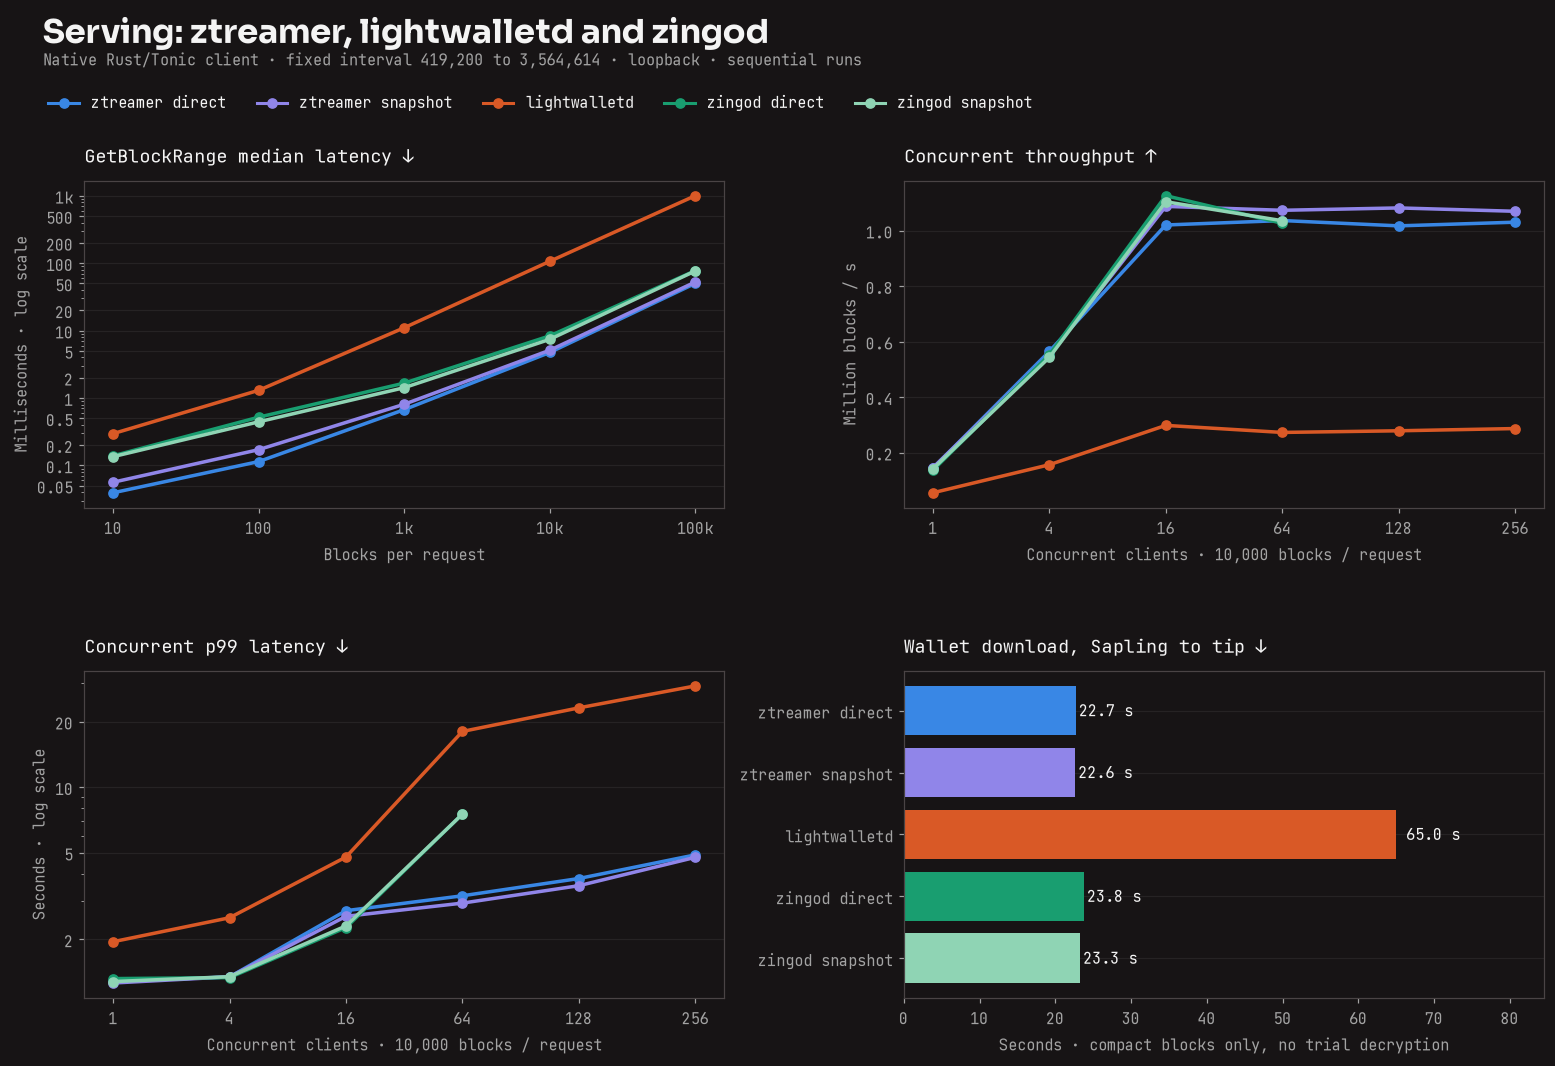 Serving: ztreamer, lightwalletd and zingod
Native Rust/Tonic client · fixed interval 419,200 to 3,564,614 · loopback · sequential runs
ztreamer direct
ztreamer snapshot
lightwalletd
zingod direct
zingod snapshot
GetBlockRange median latency ↓
Milliseconds · log scale
1k
500
200
100
50
20
10
5
2
1
0.5
0.2
0.1
0.05
10
100
1k
10k
100k
Blocks per request
Concurrent throughput ↑
Million blocks / s
1.0
0.8
0.6
0.4
0.2
1
4
16
64
128
256
Concurrent clients · 10,000 blocks / request
Concurrent p99 latency ↓
Seconds · log scale
20
10
5
2
1
4
16
64
128
256
Concurrent clients · 10,000 blocks / request
Wallet download, Sapling to tip ↓
ztreamer direct
22.7 s
ztreamer snapshot
22.6 s
lightwalletd
65.0 s
zingod direct
23.8 s
zingod snapshot
23.3 s
0
10
20
30
40
50
60
70
80
Seconds · compact blocks only, no trial decryption